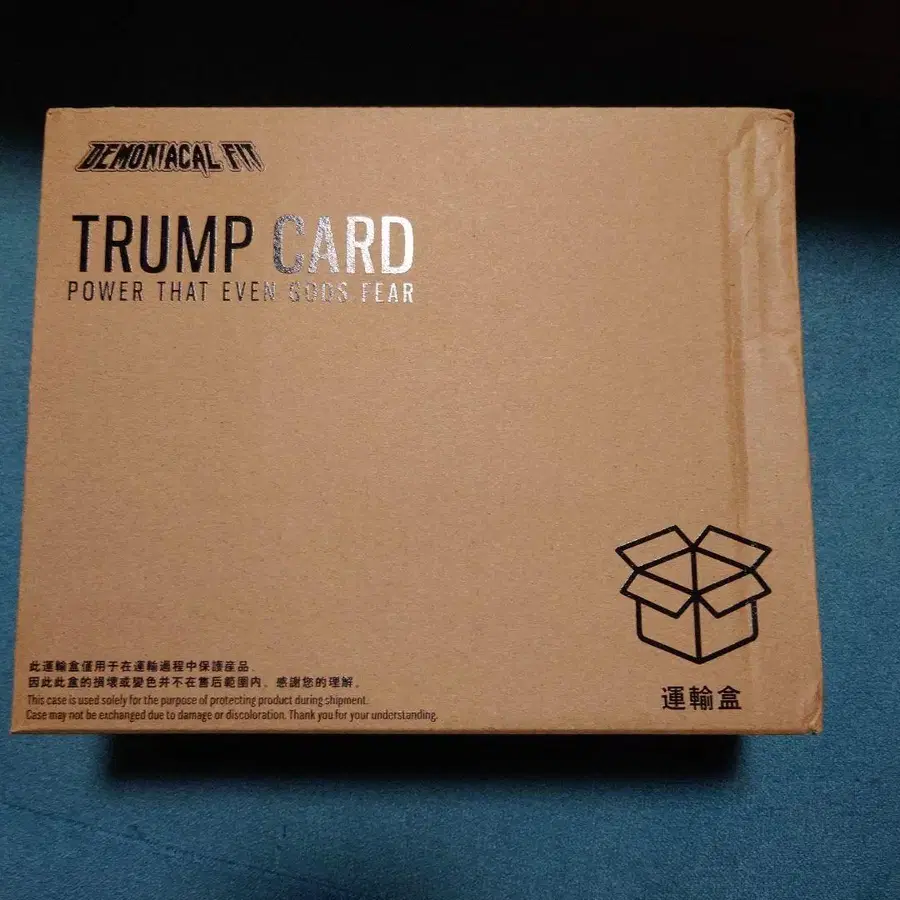 DEMONIACAL FIT
TRUMP CARD
POWER THAT EVEN GODS FEAR
運輸盒
此運輸盒僅用于在運輸過程中保護産品.
因此此盒的損壞或變色并不在售后範圍内。感謝您的理解。
This case is used solely for the purpose of protecting product during shipment.
Case may not be exchanged due to damage or discoloration. Thank you for your understanding.